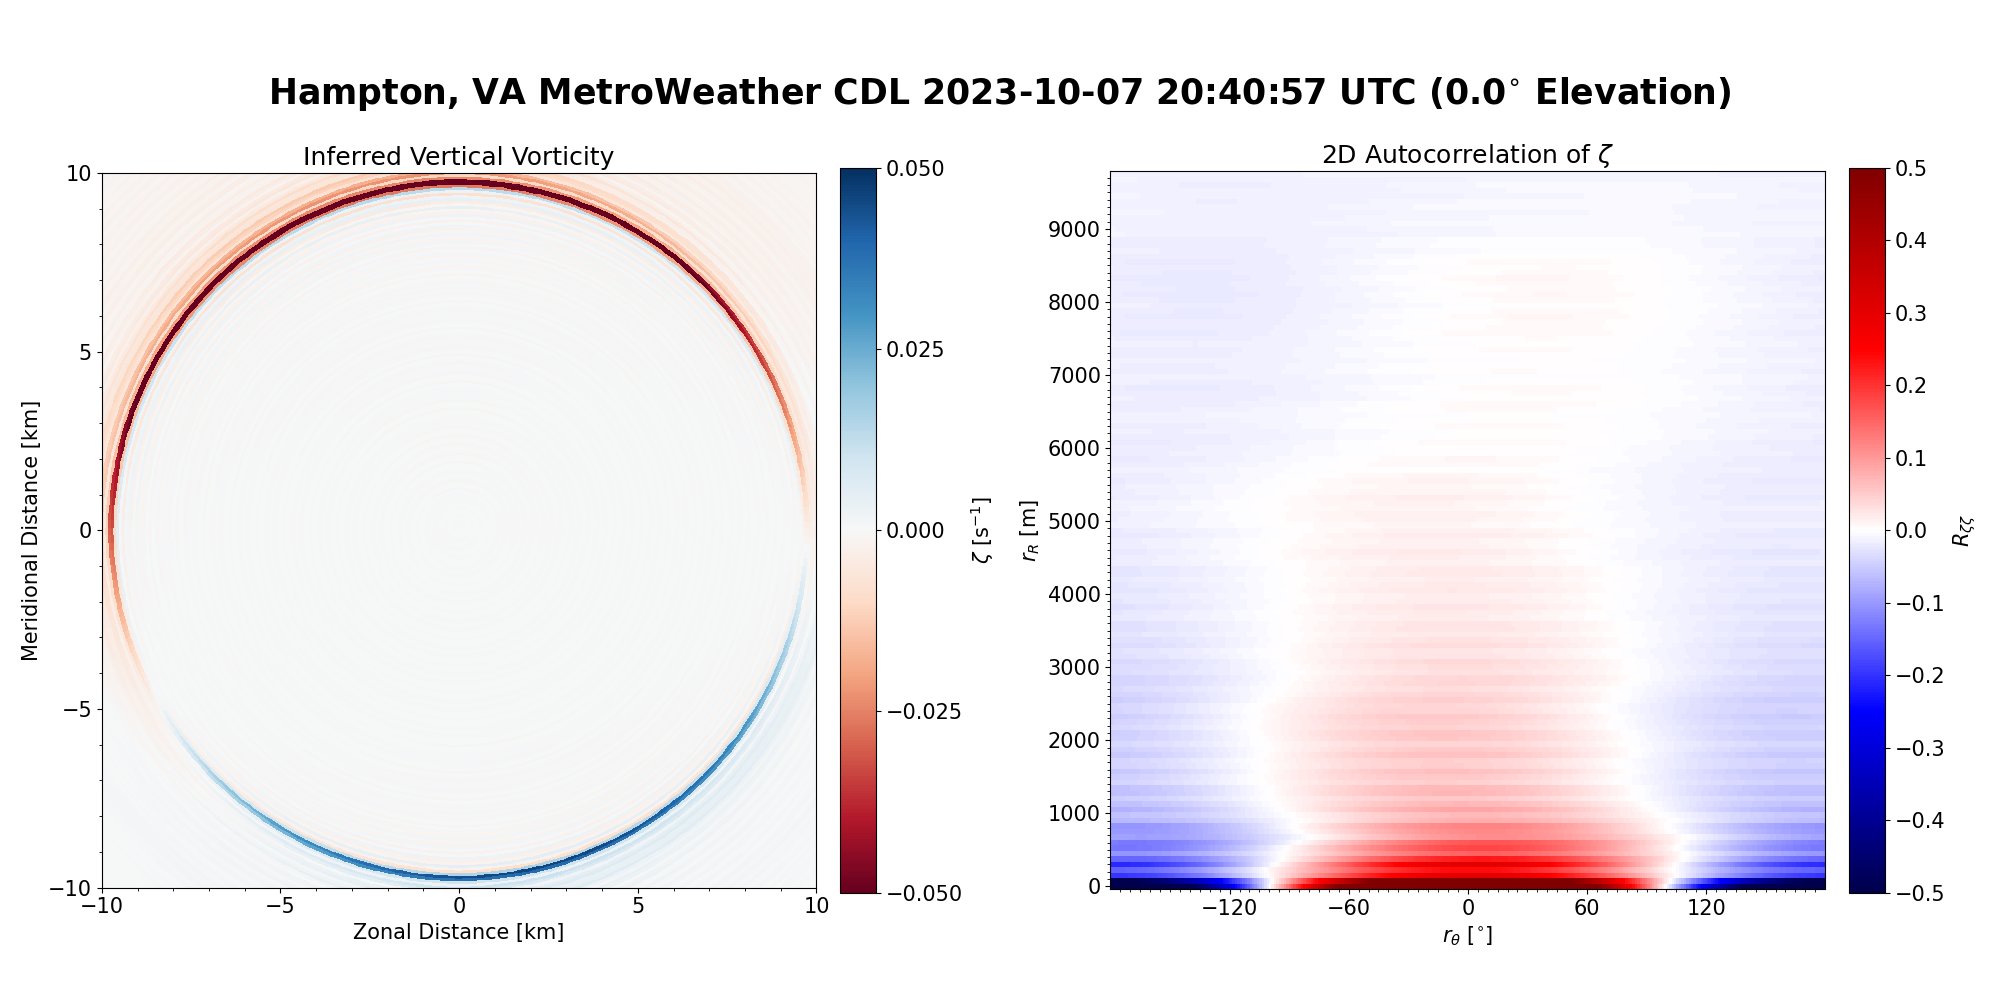 Hampton, VA MetroWeather CDL 2023-10-07 20:40:57 UTC (0.0° Elevation)
Inferred Vertical Vorticity
10
5
0
−5
−10
Meridional Distance [km]
−10 −5 0 5 10
Zonal Distance [km]
0.050
0.025
0.000
−0.025
−0.050
ζ [s⁻¹]
2D Autocorrelation of ζ
9000
8000
7000
6000
5000
4000
3000
2000
1000
0
r_R [m]
−120 −60 0 60 120
r_θ [°]
0.5
0.4
0.3
0.2
0.1
0.0
−0.1
−0.2
−0.3
−0.4
−0.5
R_ζζ